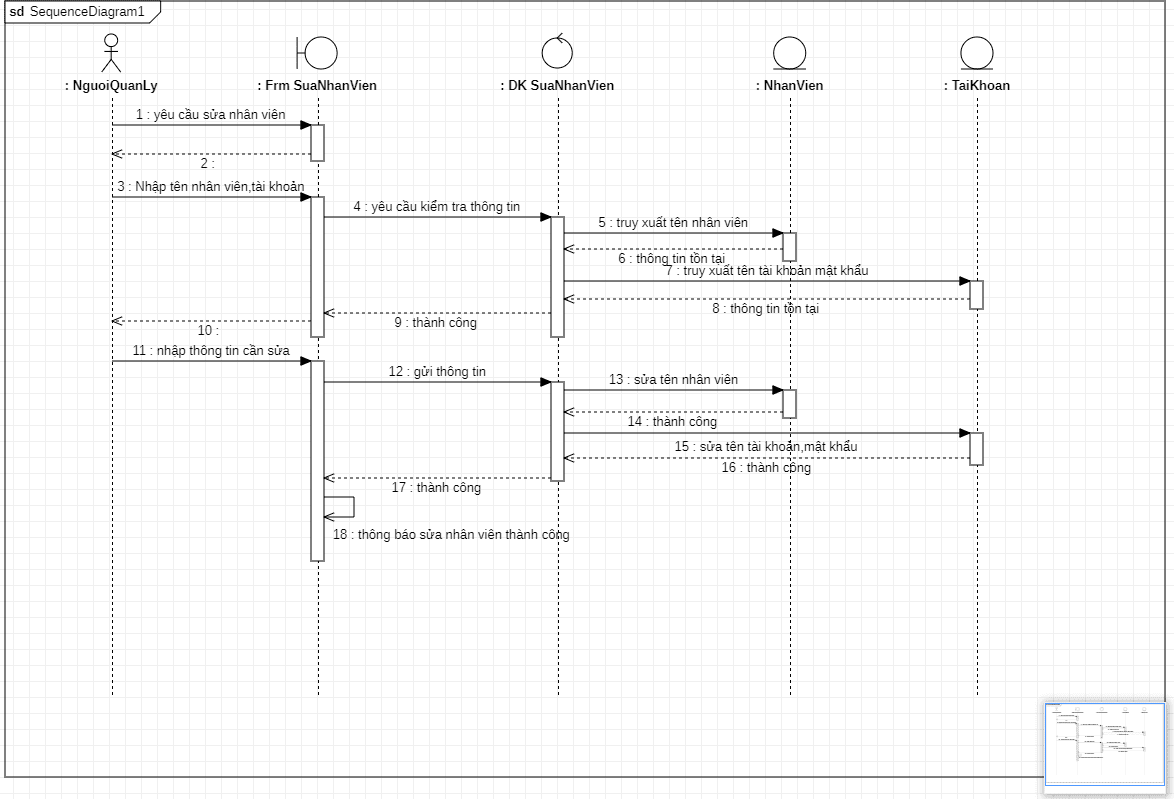 sd SequenceDiagram1
: NguoiQuanLy
: Frm SuaNhanVien
: DK SuaNhanVien
: NhanVien
: TaiKhoan
1 : yêu cầu sửa nhân viên
2 :
3 : Nhập tên nhân viên,tài khoản
4 : yêu cầu kiểm tra thông tin
5 : truy xuất tên nhân viên
6 : thông tin tồn tại
7 : truy xuất tên tài khoản mật khẩu
8 : thông tin tồn tại
9 : thành công
10 :
11 : nhập thông tin cần sửa
12 : gửi thông tin
13 : sửa tên nhân viên
14 : thành công
15 : sửa tên tài khoản,mật khẩu
16 : thành công
17 : thành công
18 : thông báo sửa nhân viên thành công